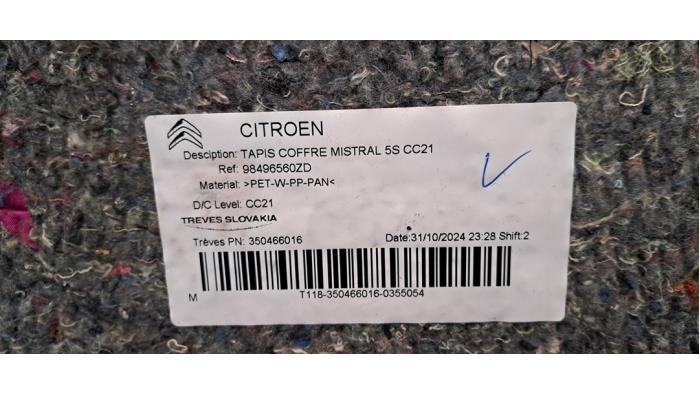 CITROEN
Desciption: TAPIS COFFRE MISTRAL 5S CC21
Ref: 98496560ZD
Material: >PET-W-PP-PAN<
D/C Level: CC21
TREVES SLOVAKIA
Trèves PN: 350466016
Date:31/10/2024 23:28 Shift:2
M
T118-350466016-0355054